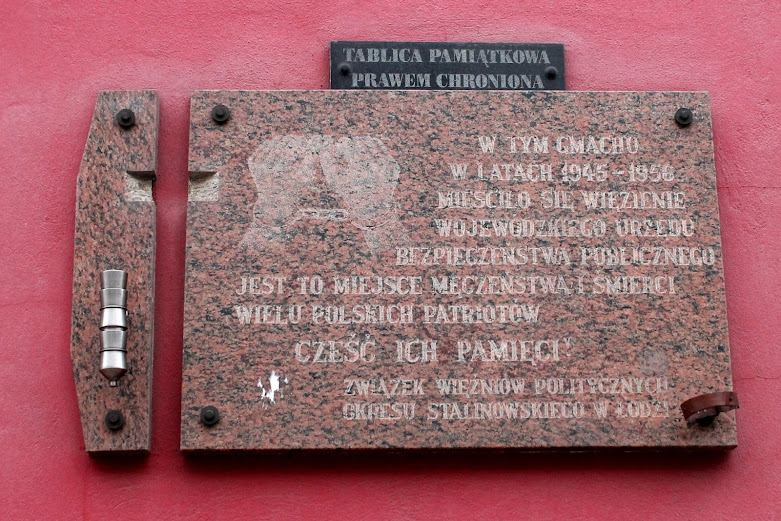 TABLICA PAMIĄTKOWA
PRAWEM CHRONIONA
W TYM GMACHU
W LATACH 1945-1956
MIEŚCIŁO SIĘ WIĘZIENIE
WOJEWÓDZKIEGO URZĘDU
BEZPIECZEŃSTWA PUBLICZNEGO
JEST TO MIEJSCE MĘCZEŃSTWA I ŚMIERCI
WIELU POLSKICH PATRIOTÓW
CZEŚĆ ICH PAMIĘCI
ZWIĄZEK WIĘŹNIÓW POLITYCZNYCH
OKRESU STALINOWSKIEGO W ŁODZI